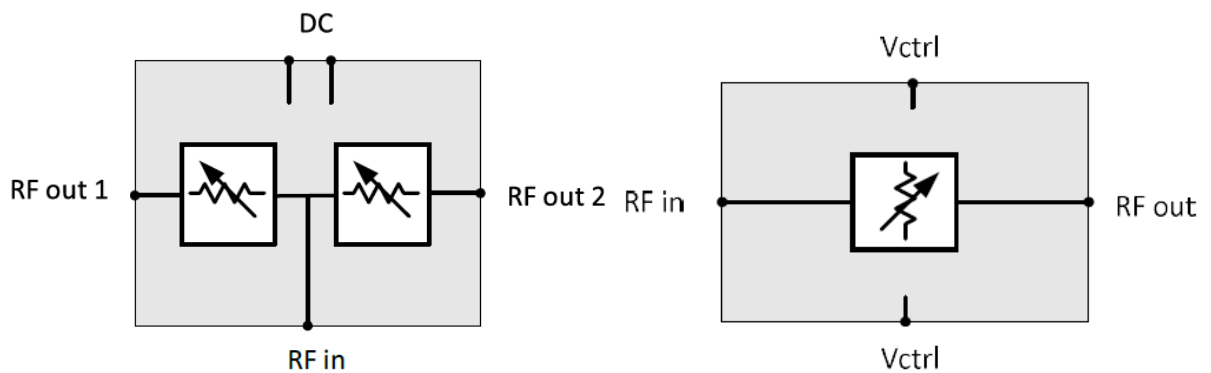 DC
RF out 1
RF out 2
RF in
Vctrl
RF in
RF out
Vctrl